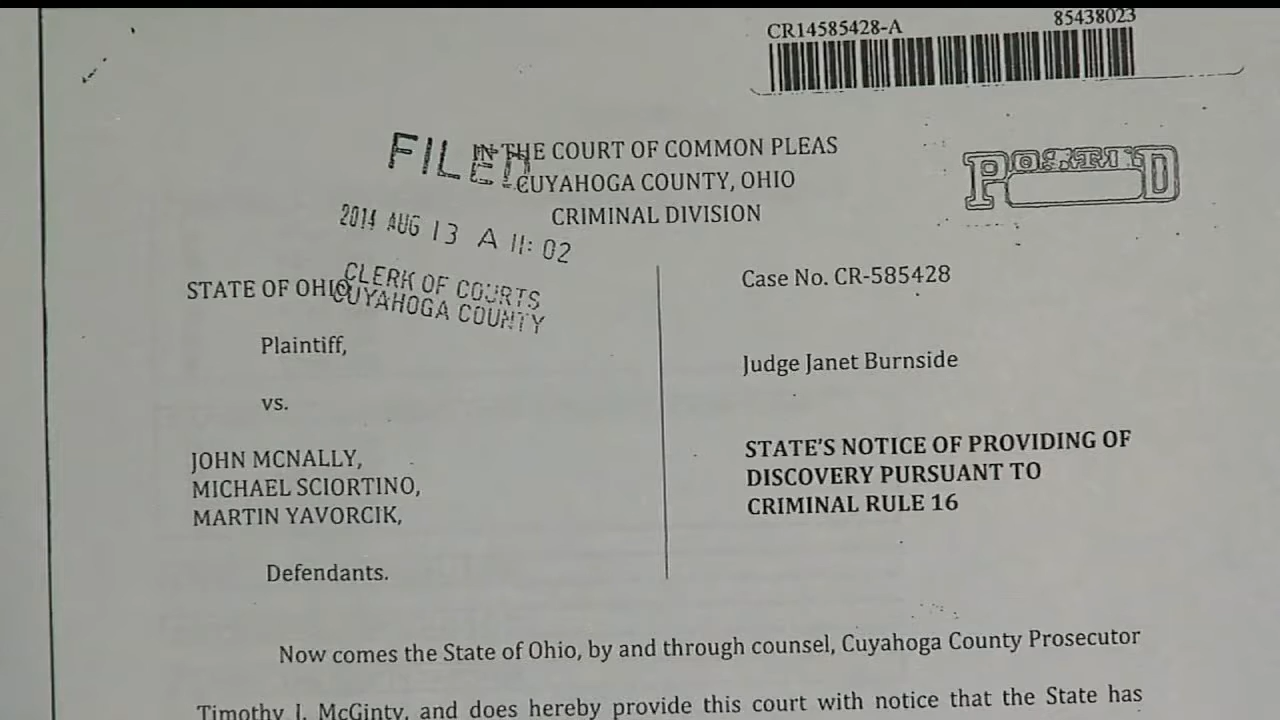 CR14585428-A
85438023
FILED
IN THE COURT OF COMMON PLEAS
CUYAHOGA COUNTY, OHIO
CRIMINAL DIVISION
POSTED
2014 AUG 13 A 11: 02
CLERK OF COURTS
CUYAHOGA COUNTY
STATE OF OHIO
Plaintiff,
vs.
JOHN MCNALLY,
MICHAEL SCIORTINO,
MARTIN YAVORCIK,
Defendants.
Case No. CR-585428
Judge Janet Burnside
STATE'S NOTICE OF PROVIDING OF
DISCOVERY PURSUANT TO
CRIMINAL RULE 16
Now comes the State of Ohio, by and through counsel, Cuyahoga County Prosecutor
Timothy J. McGinty, and does hereby provide this court with notice that the State has